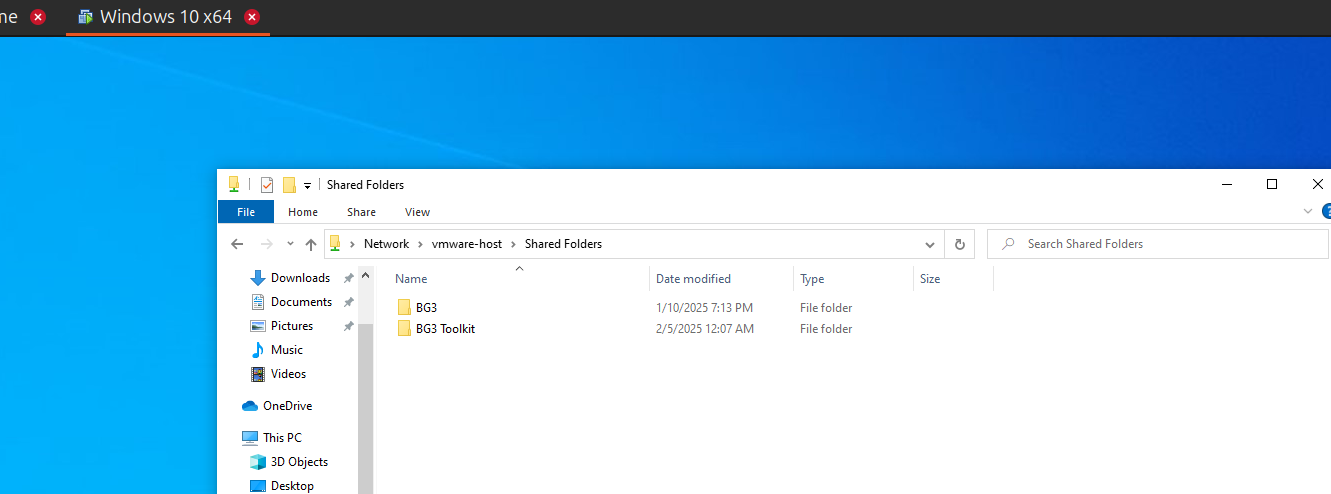 me Windows 10 x64
Shared Folders
File Home Share View
Network vmware-host Shared Folders Search Shared Folders
Name Date modified Type Size
Downloads
Documents
Pictures
Music
Videos
OneDrive
This PC
3D Objects
Desktop
BG3 1/10/2025 7:13 PM File folder
BG3 Toolkit 2/5/2025 12:07 AM File folder